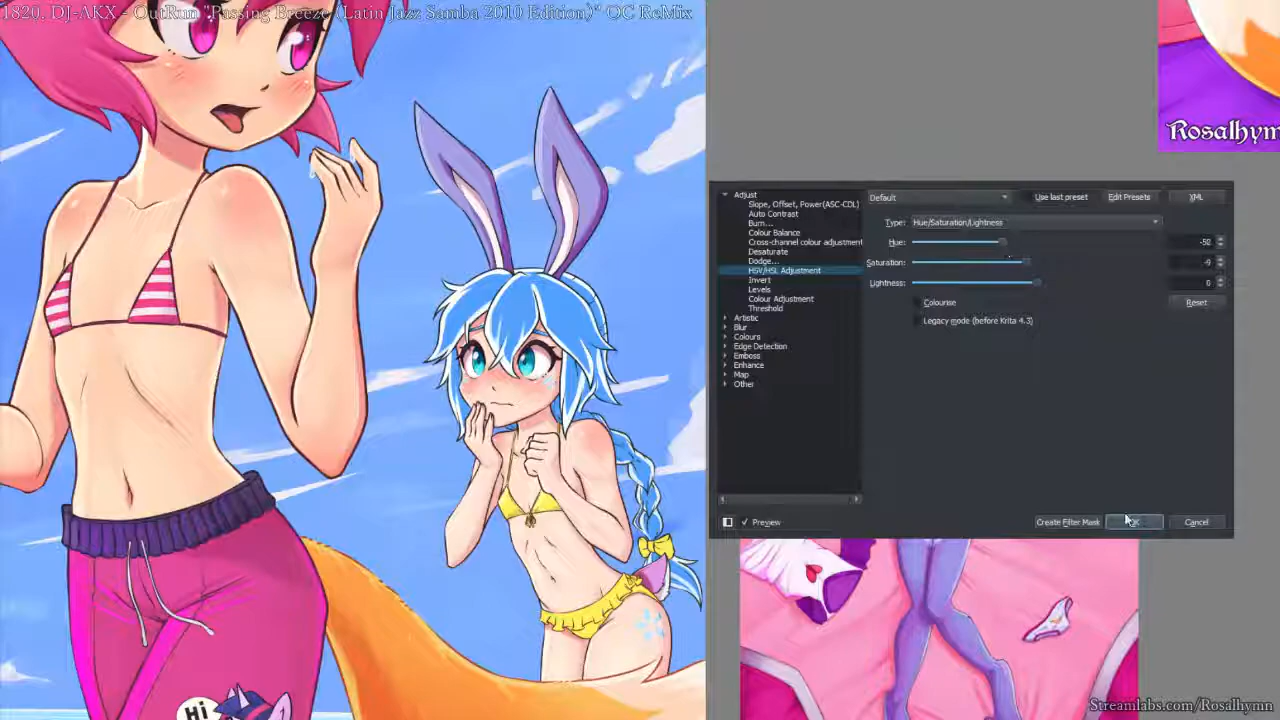 1820. DJ-AKX - OutRun "Passing Breeze (Latin Jazz Samba 2010 Edition)" OC ReMix
Rosalhym
Adjust
Slope, Offset, Power(ASC-CDL)
Auto Contrast
Burn...
Colour Balance
Cross-channel colour adjustment
Desaturate
Dodge...
HSV/HSL Adjustment
Invert
Levels
Colour Adjustment
Threshold
Artistic
Blur
Colours
Edge Detection
Emboss
Enhance
Map
Other
Default
Use last preset
Edit Presets
XML
Type: Hue/Saturation/Lightness
Hue: -50
Saturation: -9
Lightness: 0
Colourise
Reset
Legacy mode (before Krita 4.3)
Preview
Create Filter Mask
OK
Cancel
Hi
Streamlabs.com/Rosalhymn